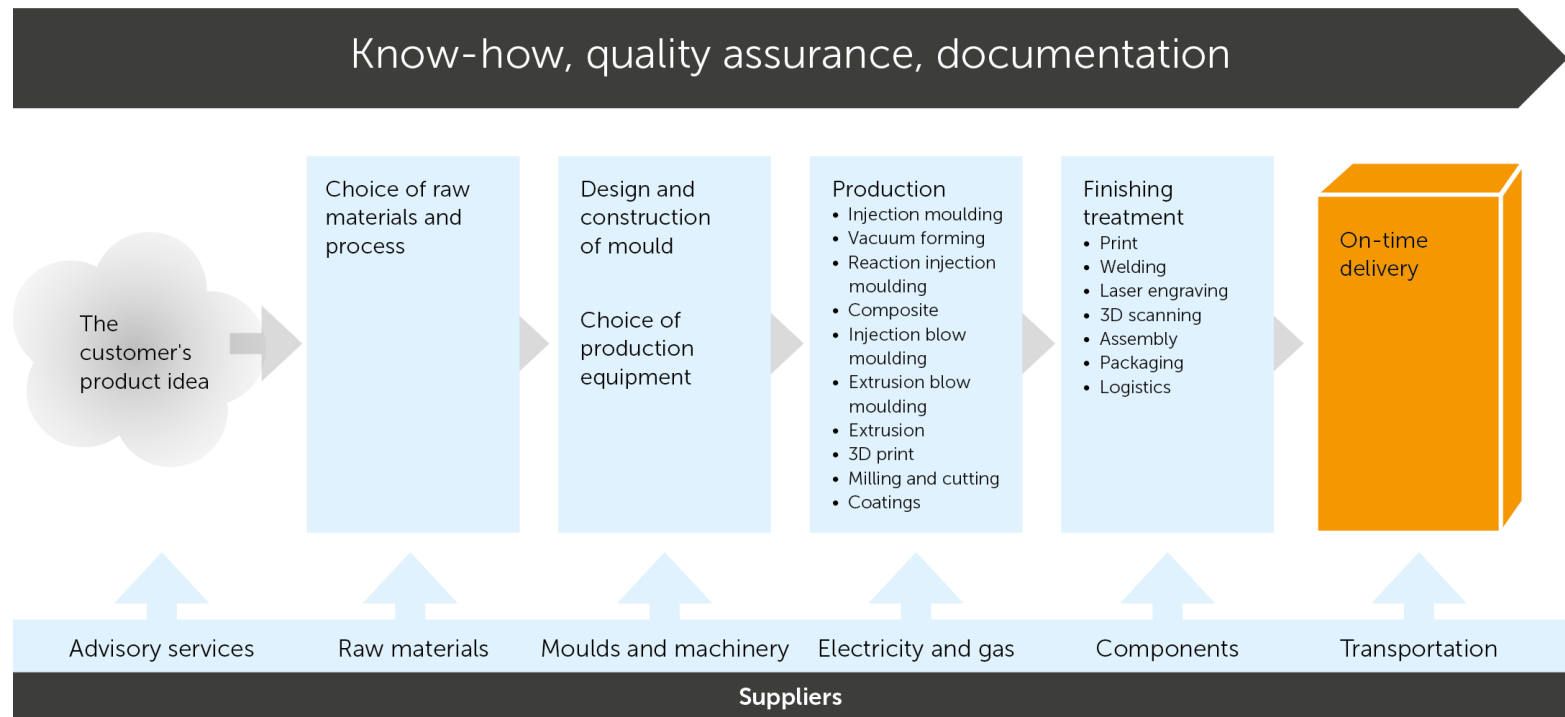 Know-how, quality assurance, documentation
The
customer's
product idea
Choice of raw
materials and
process
Design and
construction
of mould
Choice of
production
equipment
Production
• Injection moulding
• Vacuum forming
• Reaction injection
moulding
• Composite
• Injection blow
moulding
• Extrusion blow
moulding
• Extrusion
• 3D print
• Milling and cutting
• Coatings
Finishing
treatment
• Print
• Welding
• Laser engraving
• 3D scanning
• Assembly
• Packaging
• Logistics
On-time
delivery
Advisory services
Raw materials
Moulds and machinery
Electricity and gas
Components
Transportation
Suppliers